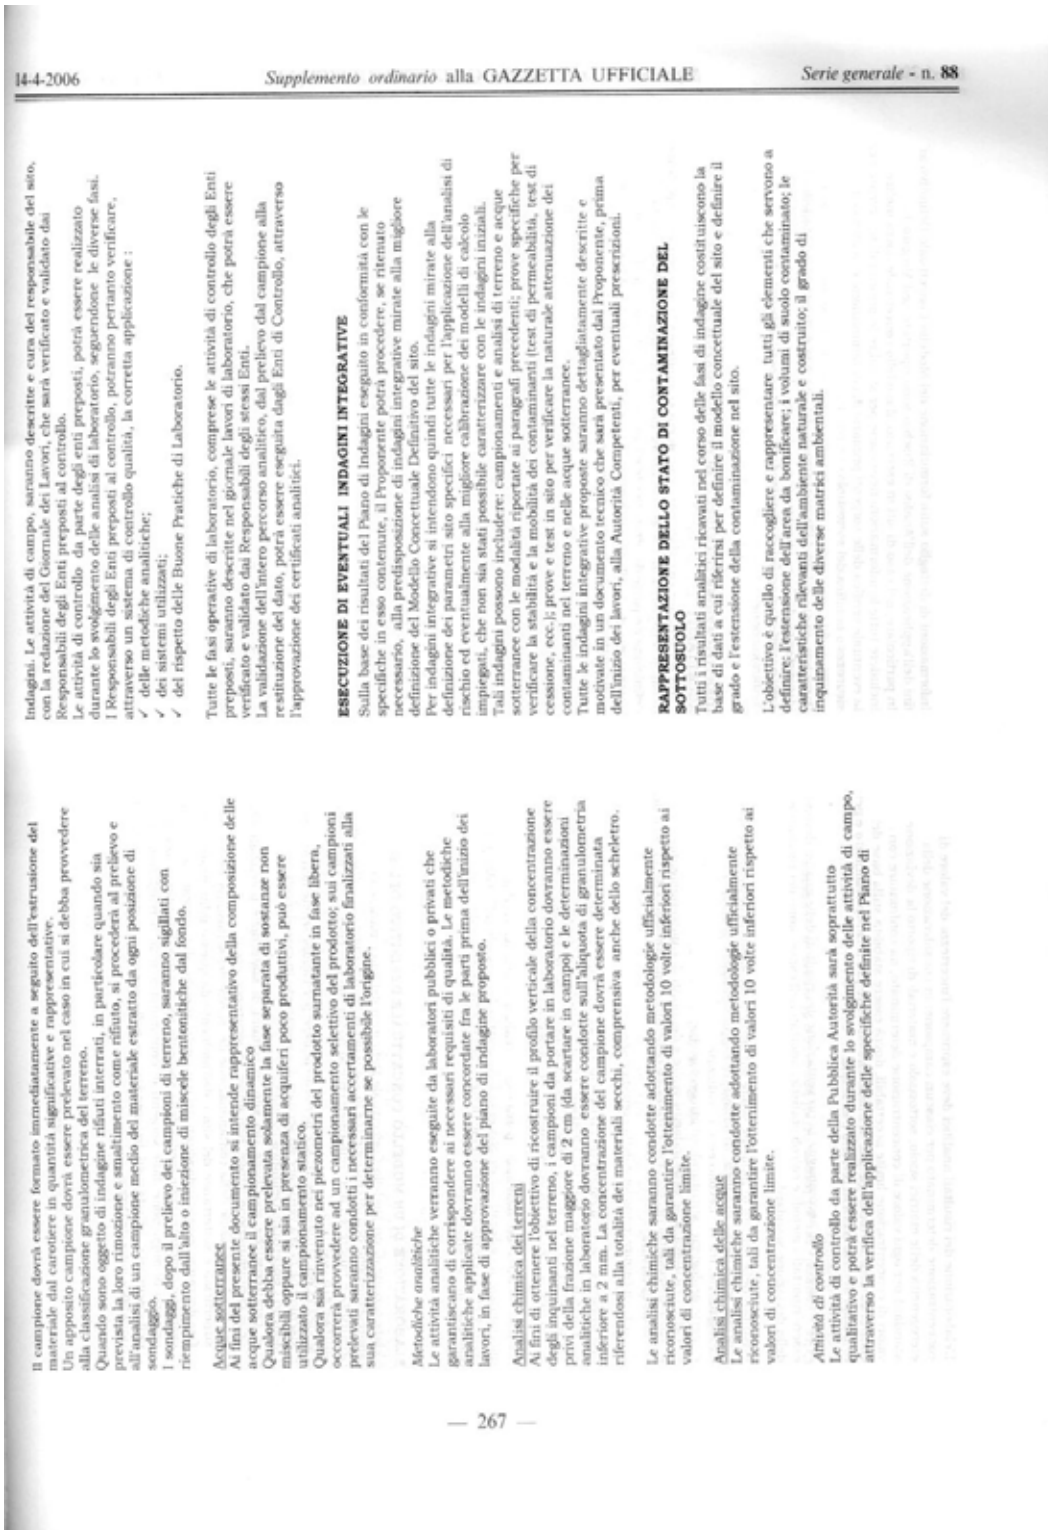 14-4-2006 Supplemento ordinario alla GAZZETTA UFFICIALE Serie generale - n. 88
Il campione dovrà essere formato immediatamente a seguito dell'estrusione del
materiale dal carotiere in quantità significative e rappresentative.
Un apposito campione dovrà essere prelevato nel caso in cui si debba provvedere
alla classificazione granulometrica del terreno.
Quando sono oggetto di indagine rifiuti interrati, in particolare quando sia
prevista la loro rimozione e smaltimento come rifiuto, si procederà al prelievo e
all'analisi di un campione medio del materiale estratto da ogni posizione di
sondaggio.
I sondaggi, dopo il prelievo dei campioni di terreno, saranno sigillati con
riempimento dall'alto o iniezione di miscele bentonitiche dal fondo.
Acque sotterranee
Ai fini del presente documento si intende rappresentativo della composizione delle
acque sotterranee il campionamento dinamico
Qualora debba essere prelevata solamente la fase separata di sostanze non
miscibili oppure si sia in presenza di acquiferi poco produttivi, può essere
utilizzato il campionamento statico.
Qualora sia rinvenuto nei piezometri del prodotto surnatante in fase libera,
occorrerà provvedere ad un campionamento selettivo del prodotto; sui campioni
prelevati saranno condotti i necessari accertamenti di laboratorio finalizzati alla
sua caratterizzazione per determinarne se possibile l'origine.
Metodiche analitiche
Le attività analitiche verranno eseguite da laboratori pubblici o privati che
garantiscano di corrispondere ai necessari requisiti di qualità. Le metodiche
analitiche applicate dovranno essere concordate fra le parti prima dell'inizio dei
lavori, in fase di approvazione del piano di indagine proposto.
Analisi chimica dei terreni
Ai fini di ottenere l'obiettivo di ricostruire il profilo verticale della concentrazione
degli inquinanti nel terreno, i campioni da portare in laboratorio dovranno essere
privi della frazione maggiore di 2 cm (da scartare in campo) e le determinazioni
analitiche in laboratorio dovranno essere condotte sull'aliquota di granulometria
inferiore a 2 mm. La concentrazione del campione dovrà essere determinata
riferendosi alla totalità dei materiali secchi, comprensiva anche dello scheletro.
Le analisi chimiche saranno condotte adottando metodologie ufficialmente
riconosciute, tali da garantire l'ottenimento di valori 10 volte inferiori rispetto ai
valori di concentrazione limite.
Analisi chimica delle acque
Le analisi chimiche saranno condotte adottando metodologie ufficialmente
riconosciute, tali da garantire l'ottenimento di valori 10 volte inferiori rispetto ai
valori di concentrazione limite.
Attività di controllo
Le attività di controllo da parte della Pubblica Autorità sarà soprattutto
qualitativo e potrà essere realizzato durante lo svolgimento delle attività di campo,
attraverso la verifica dell'applicazione delle specifiche definite nel Piano di
Indagini. Le attività di campo, saranno descritte e cura del responsabile del sito,
con la redazione del Giornale dei Lavori, che sarà verificato e validato dai
Responsabili degli Enti preposti al controllo.
Le attività di controllo da parte degli enti preposti, potrà essere realizzato
durante lo svolgimento delle analisi di laboratorio, seguendone le diverse fasi.
I Responsabili degli Enti preposti al controllo, potranno pertanto verificare,
attraverso un sistema di controllo qualità, la corretta applicazione :
✓ delle metodiche analitiche;
✓ dei sistemi utilizzati;
✓ del rispetto delle Buone Pratiche di Laboratorio.
Tutte le fasi operative di laboratorio, comprese le attività di controllo degli Enti
preposti, saranno descritte nel giornale lavori di laboratorio, che potrà essere
verificato e validato dai Responsabili degli stessi Enti.
La validazione dell'intero percorso analitico, dal prelievo dal campione alla
restituzione del dato, potrà essere eseguita dagli Enti di Controllo, attraverso
l'approvazione dei certificati analitici.
ESECUZIONE DI EVENTUALI INDAGINI INTEGRATIVE
Sulla base dei risultati del Piano di Indagini eseguito in conformità con le
specifiche in esso contenute, il Proponente potrà procedere, se ritenuto
necessario, alla predisposizione di indagini integrative mirate alla migliore
definizione del Modello Concettuale Definitivo del sito.
Per indagini integrative si intendono quindi tutte le indagini mirate alla
definizione dei parametri sito specifici necessari per l'applicazione dell'analisi di
rischio ed eventualmente alla migliore calibrazione dei modelli di calcolo
impiegati, che non sia stati possibile caratterizzare con le indagini iniziali.
Tali indagini possono includere: campionamenti e analisi di terreno e acque
sotterranee con le modalità riportate ai paragrafi precedenti; prove specifiche per
verificare la stabilità e la mobilità dei contaminanti (test di permeabilità, test di
cessione, ecc.); prove e test in sito per verificare la naturale attenuazione dei
contaminanti nel terreno e nelle acque sotterranee.
Tutte le indagini integrative proposte saranno dettagliatamente descritte e
motivate in un documento tecnico che sarà presentato dal Proponente, prima
dell'inizio dei lavori, alla Autorità Competenti, per eventuali prescrizioni.
RAPPRESENTAZIONE DELLO STATO DI CONTAMINAZIONE DEL
SOTTOSUOLO
Tutti i risultati analitici ricavati nel corso delle fasi di indagine costituiscono la
base di dati a cui riferirsi per definire il modello concettuale del sito e definire il
grado e l'estensione della contaminazione nel sito.
L'obiettivo è quello di raccogliere e rappresentare tutti gli elementi che servono a
definire; l'estensione dell'area da bonificare; i volumi di suolo contaminato; le
caratteristiche rilevanti dell'ambiente naturale e costruito; il grado di
inquinamento delle diverse matrici ambientali.
— 267 —